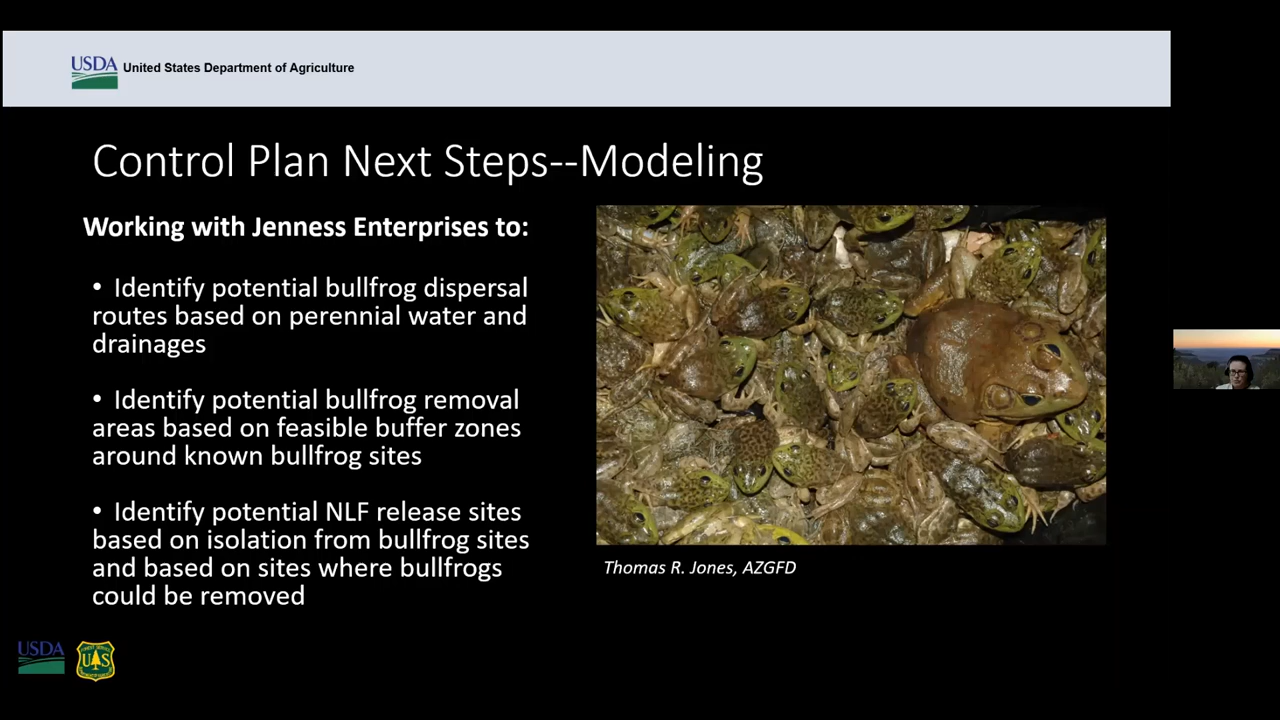 USDA United States Department of Agriculture
Control Plan Next Steps--Modeling
Working with Jenness Enterprises to:
• Identify potential bullfrog dispersal
routes based on perennial water and
drainages
• Identify potential bullfrog removal
areas based on feasible buffer zones
around known bullfrog sites
• Identify potential NLF release sites
based on isolation from bullfrog sites
and based on sites where bullfrogs
could be removed
Thomas R. Jones, AZGFD
USDA
U S